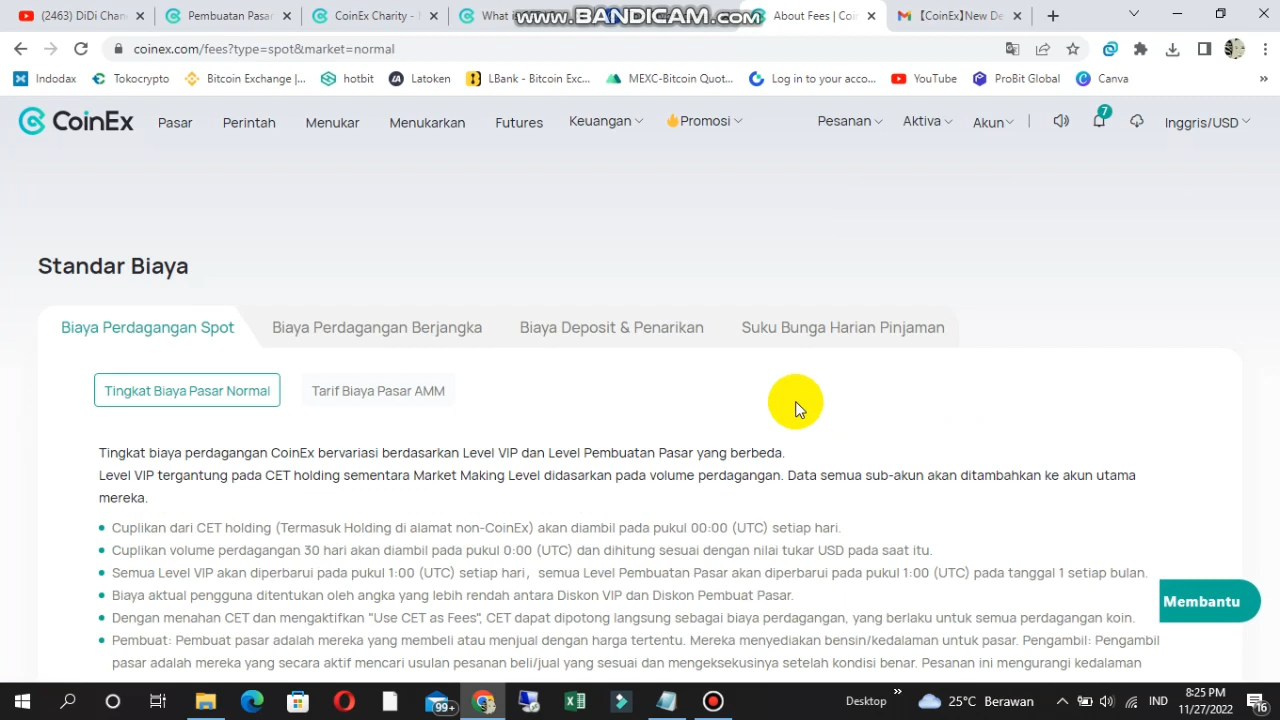 (2463) DiDi Chan
Pembuatan Pasar
CoinEx Charity -
What is
About Fees | Coi
【CoinEx】New De
www.BANDICAM.com
coinex.com/fees?type=spot&market=normal
Indodax
Tokocrypto
Bitcoin Exchange |...
hotbit
Latoken
LBank - Bitcoin Exc...
MEXC-Bitcoin Quot...
Log in to your acco...
YouTube
ProBit Global
Canva
»
CoinEx
Pasar
Perintah
Menukar
Menukarkan
Futures
Keuangan
Promosi
Pesanan
Aktiva
Akun
7
Inggris/USD
Standar Biaya
Biaya Perdagangan Spot
Biaya Perdagangan Berjangka
Biaya Deposit & Penarikan
Suku Bunga Harian Pinjaman
Tingkat Biaya Pasar Normal
Tarif Biaya Pasar AMM
Tingkat biaya perdagangan CoinEx bervariasi berdasarkan Level VIP dan Level Pembuatan Pasar yang berbeda.
Level VIP tergantung pada CET holding sementara Market Making Level didasarkan pada volume perdagangan. Data semua sub-akun akan ditambahkan ke akun utama
mereka.
Cuplikan dari CET holding (Termasuk Holding di alamat non-CoinEx) akan diambil pada pukul 00:00 (UTC) setiap hari.
Cuplikan volume perdagangan 30 hari akan diambil pada pukul 0:00 (UTC) dan dihitung sesuai dengan nilai tukar USD pada saat itu.
Semua Level VIP akan diperbarui pada pukul 1:00 (UTC) setiap hari，semua Level Pembuatan Pasar akan diperbarui pada pukul 1:00 (UTC) pada tanggal 1 setiap bulan.
Biaya aktual pengguna ditentukan oleh angka yang lebih rendah antara Diskon VIP dan Diskon Pembuat Pasar.
Dengan menahan CET dan mengaktifkan "Use CET as Fees", CET dapat dipotong langsung sebagai biaya perdagangan, yang berlaku untuk semua perdagangan koin.
Pembuat: Pembuat pasar adalah mereka yang membeli atau menjual dengan harga tertentu. Mereka menyediakan bensin/kedalaman untuk pasar. Pengambil: Pengambil
pasar adalah mereka yang secara aktif mencari usulan pesanan beli/jual yang sesuai dan mengeksekusinya setelah kondisi benar. Pesanan ini mengurangi kedalaman
Membantu
99+
Desktop
»
25°C Berawan
IND
8:25 PM
11/27/2022
16